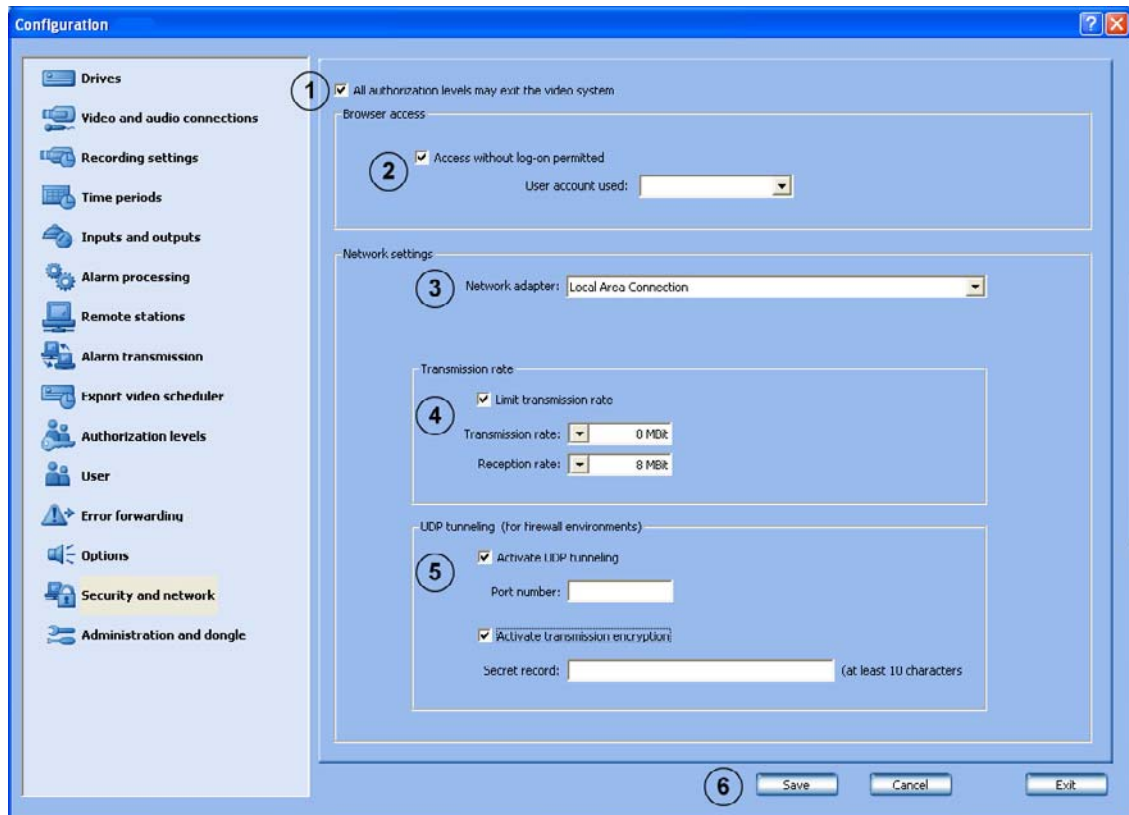 Configuration
Drives
Video and audio connections
Recording settings
Time periods
Inputs and outputs
Alarm processing
Remote stations
Alarm transmission
Export video scheduler
Authorization levels
User
Error forwarding
Options
Security and network
Administration and dongle
1 All authorization levels may exit the video system
Browser access
2 Access without log-on permitted
User account used:
Network settings
3 Network adapter: Local Area Connection
Transmission rate
4 Limit transmission rate
Transmission rate: 0 MBit
Reception rate: 8 MBit
UDP tunneling (for firewall environments)
5 Activate UDP tunneling
Port number:
Activate transmission encryption
Secret record: (at least 10 characters
6 Save Cancel Exit